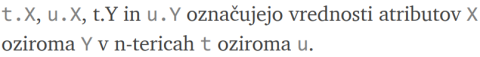 t.X, u.X, t.Y in u.Y označujejo vrednosti atributov X
oziroma Y v n-tericah t oziroma u.